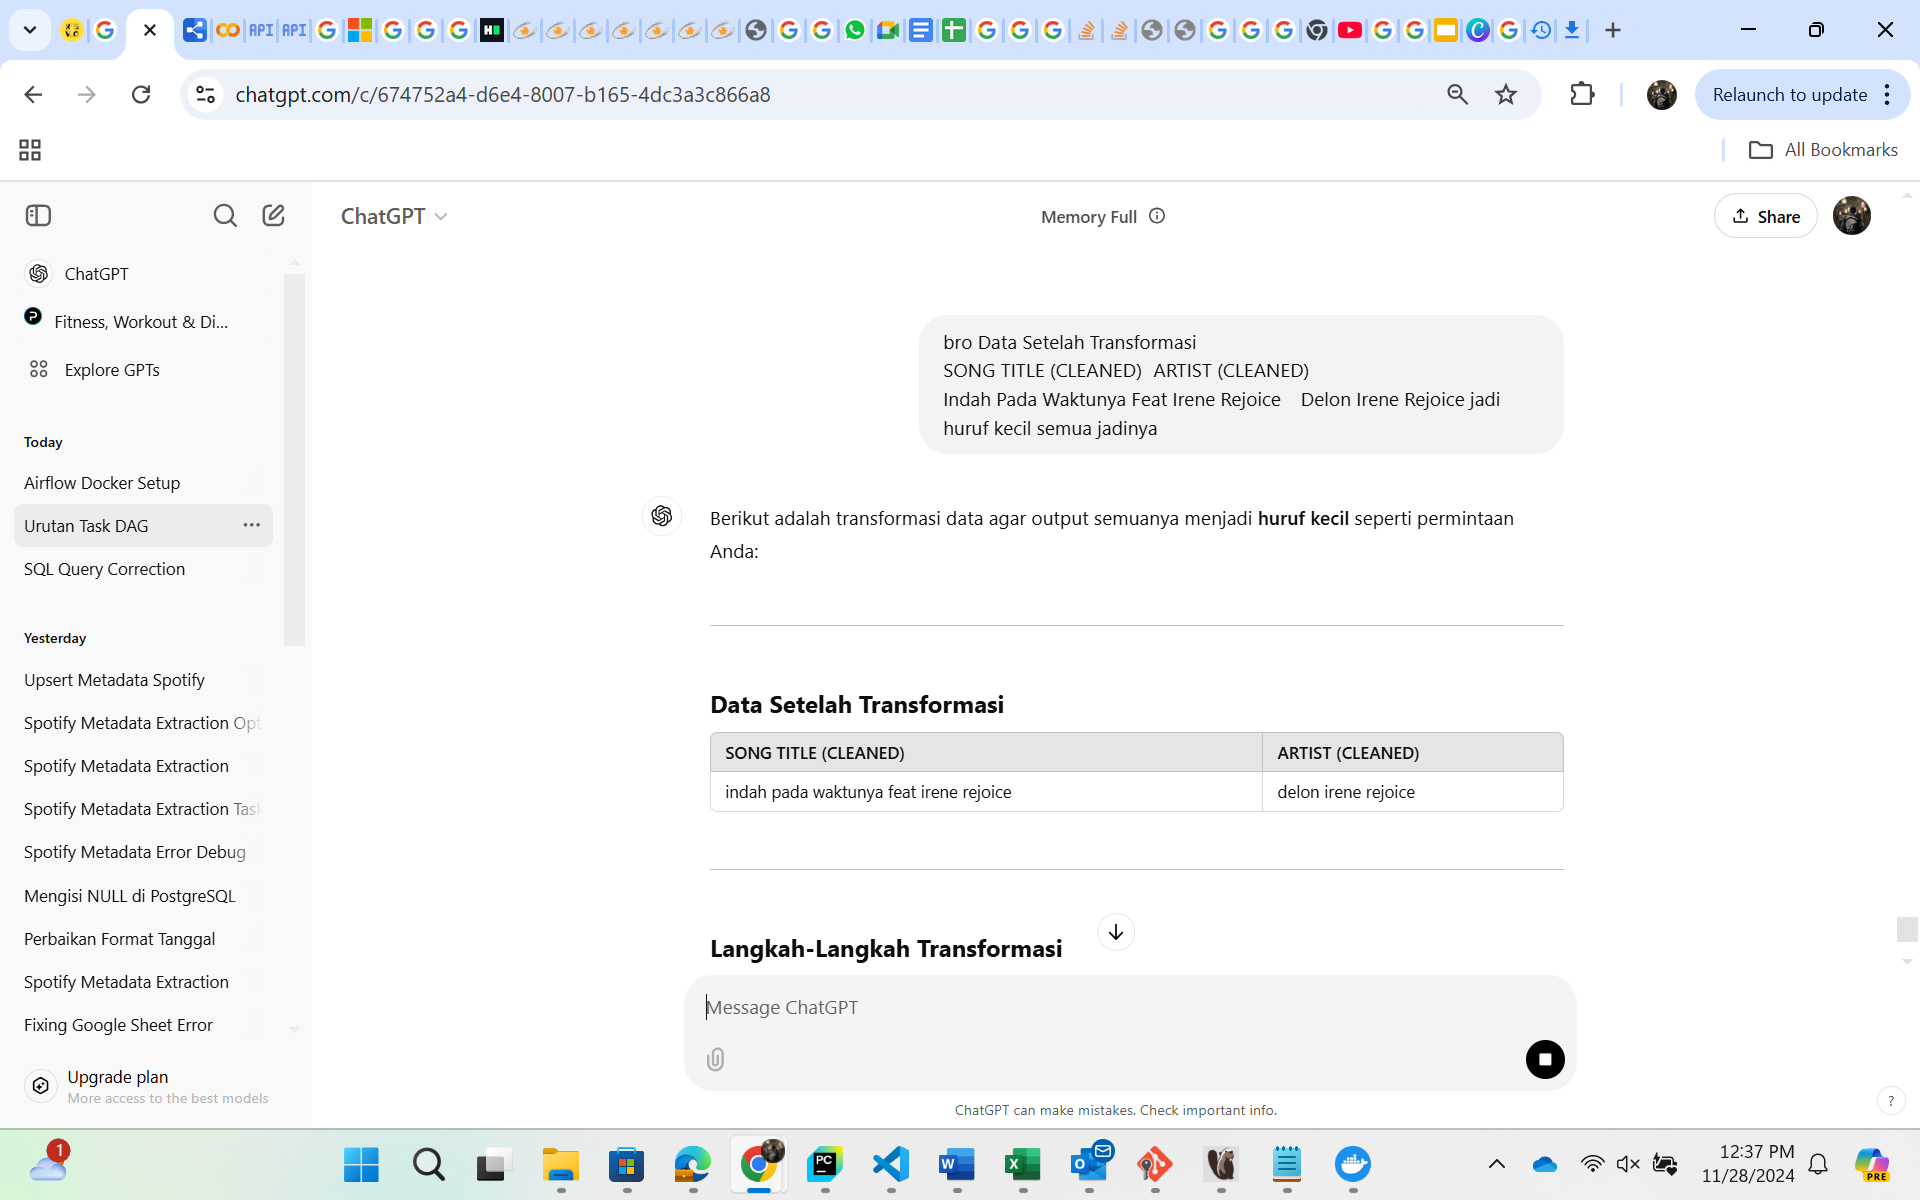 chatgpt.com/c/674752a4-d6e4-8007-b165-4dc3a3c866a8
Relaunch to update
All Bookmarks
ChatGPT
Memory Full
Share
ChatGPT
Fitness, Workout & Di...
Explore GPTs
Today
Airflow Docker Setup
Urutan Task DAG
SQL Query Correction
Yesterday
Upsert Metadata Spotify
Spotify Metadata Extraction Opt
Spotify Metadata Extraction
Spotify Metadata Extraction Task
Spotify Metadata Error Debug
Mengisi NULL di PostgreSQL
Perbaikan Format Tanggal
Spotify Metadata Extraction
Fixing Google Sheet Error
Upgrade plan
More access to the best models
bro Data Setelah Transformasi
SONG TITLE (CLEANED) ARTIST (CLEANED)
Indah Pada Waktunya Feat Irene Rejoice Delon Irene Rejoice jadi
huruf kecil semua jadinya
Berikut adalah transformasi data agar output semuanya menjadi huruf kecil seperti permintaan
Anda:
Data Setelah Transformasi
SONG TITLE (CLEANED) ARTIST (CLEANED)
indah pada waktunya feat irene rejoice delon irene rejoice
Langkah-Langkah Transformasi
Message ChatGPT
ChatGPT can make mistakes. Check important info.
?
1
12:37 PM
11/28/2024
PRE